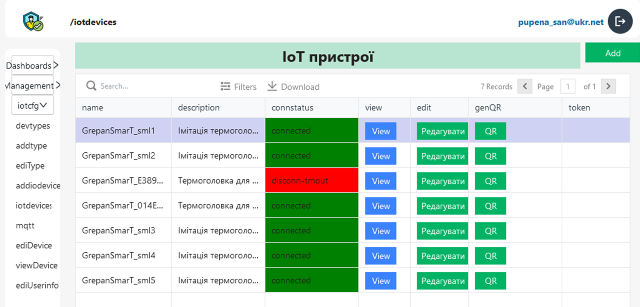 /iotdevices
pupena_san@ukr.net
Dashboards
Management
iotcfg
devtypes
addtype
ediType
addiodevice
iotdevices
mqtt
ediDevice
viewDevice
ediUserinfo
IoT пристрої
Add
Search...
Filters
Download
7 Records
Page
1
of 1
name description connstatus view edit genQR token
GrepanSmarT_sml1 Імітація термоголо... connected View Редагувати QR
GrepanSmarT_sml2 Імітація термоголо... connected View Редагувати QR
GrepanSmarT_E389... Термоголовка для ... disconn-tmout View Редагувати QR
GrepanSmarT_014E... Термоголовка для ... connected View Редагувати QR
GrepanSmarT_sml3 Імітація термоголо... connected View Редагувати QR
GrepanSmarT_sml4 Імітація термоголо... connected View Редагувати QR
GrepanSmarT_sml5 Імітація термоголо... connected View Редагувати QR